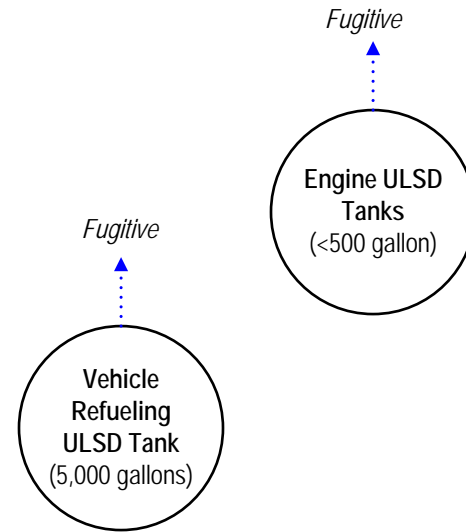 Fugitive
Engine ULSD
Tanks
(<500 gallon)
Fugitive
Vehicle
Refueling
ULSD Tank
(5,000 gallons)